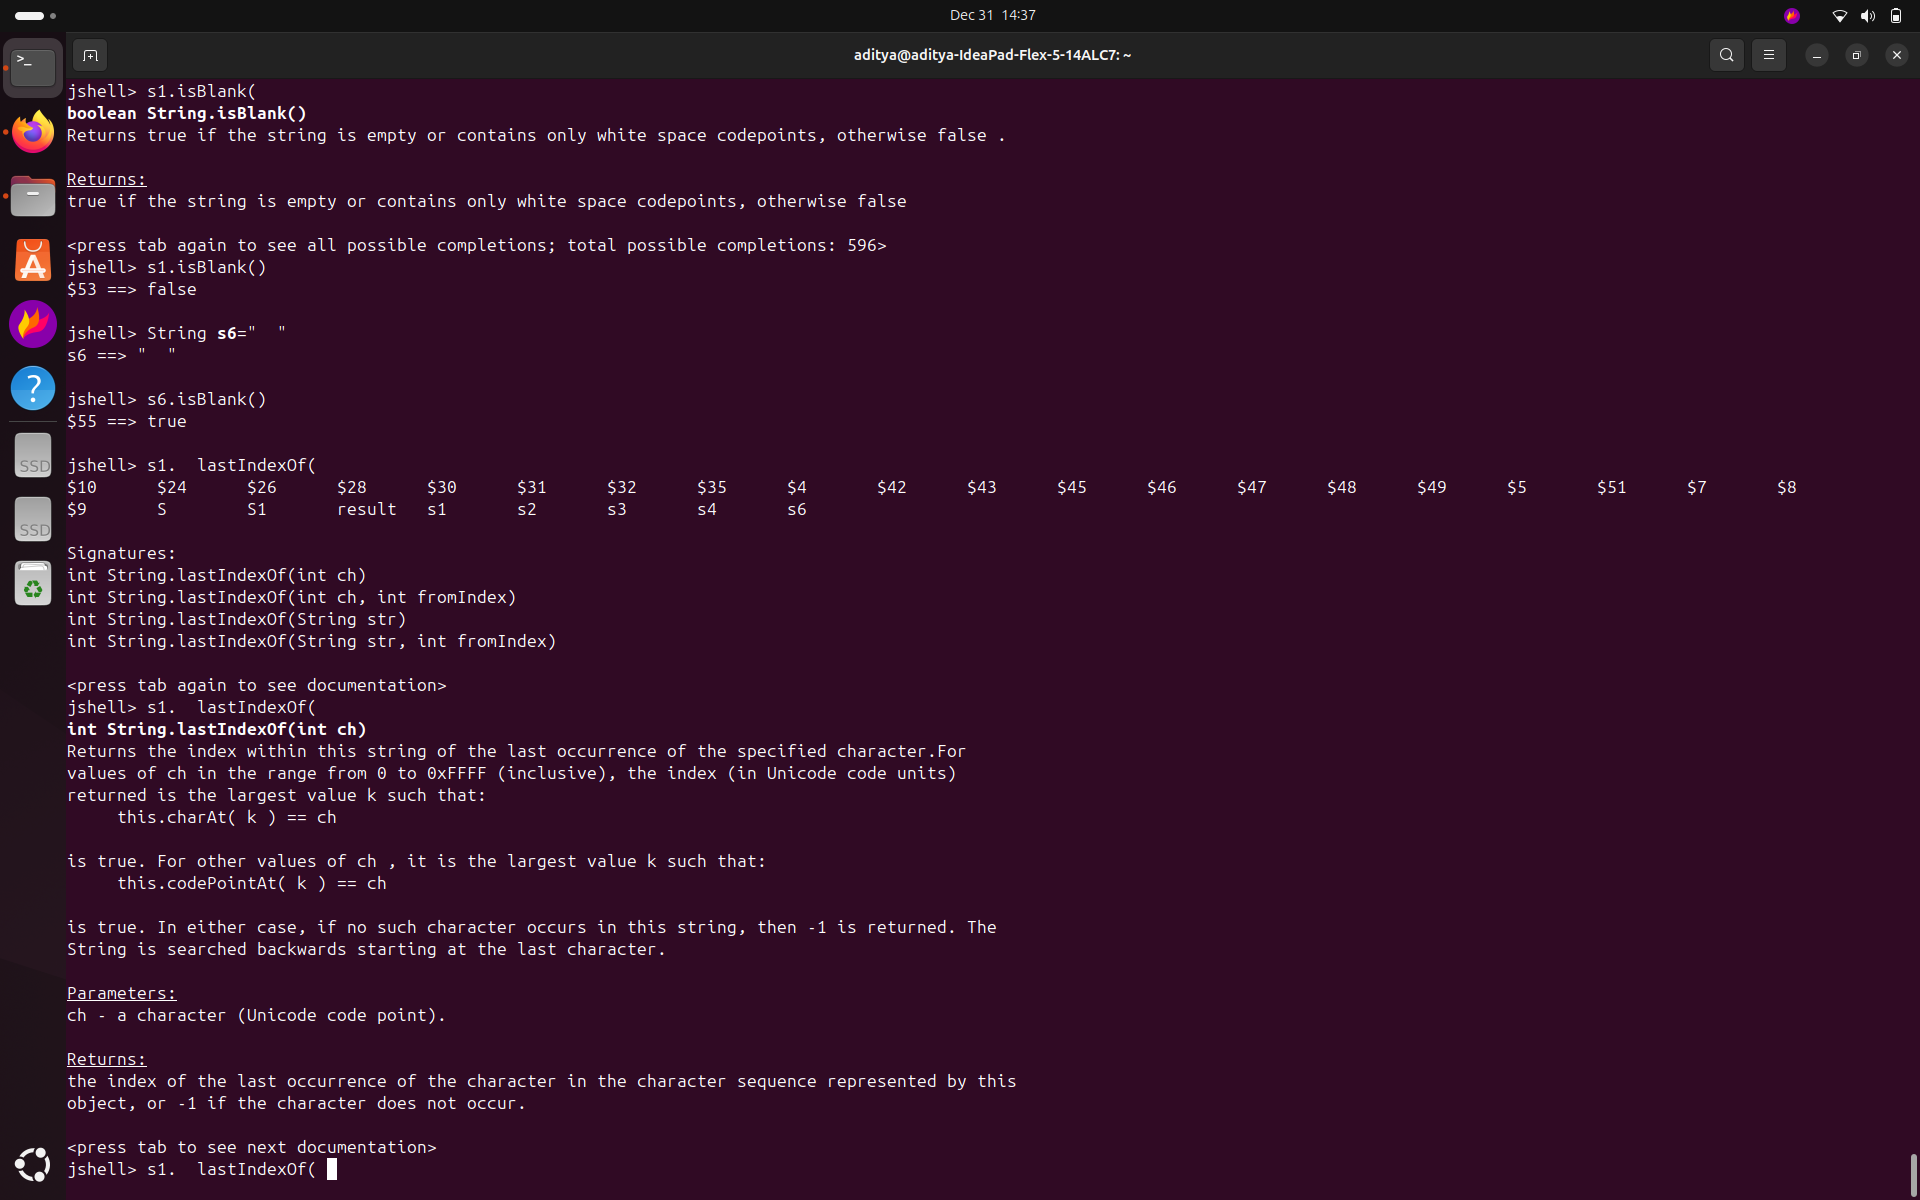 Dec 31 14:37
aditya@aditya-IdeaPad-Flex-5-14ALC7: ~
jshell> s1.isBlank(
boolean String.isBlank()
Returns true if the string is empty or contains only white space codepoints, otherwise false .
Returns:
true if the string is empty or contains only white space codepoints, otherwise false
<press tab again to see all possible completions; total possible completions: 596>
jshell> s1.isBlank()
$53 ==> false
jshell> String s6="  "
s6 ==> "  "
jshell> s6.isBlank()
$55 ==> true
jshell> s1.  lastIndexOf(
$10 $24 $26 $28 $30 $31 $32 $35 $4 $42 $43 $45 $46 $47 $48 $49 $5 $51 $7 $8
$9 S S1 result s1 s2 s3 s4 s6
Signatures:
int String.lastIndexOf(int ch)
int String.lastIndexOf(int ch, int fromIndex)
int String.lastIndexOf(String str)
int String.lastIndexOf(String str, int fromIndex)
<press tab again to see documentation>
jshell> s1.  lastIndexOf(
int String.lastIndexOf(int ch)
Returns the index within this string of the last occurrence of the specified character.For
values of ch in the range from 0 to 0xFFFF (inclusive), the index (in Unicode code units)
returned is the largest value k such that:
this.charAt( k ) == ch
is true. For other values of ch , it is the largest value k such that:
this.codePointAt( k ) == ch
is true. In either case, if no such character occurs in this string, then -1 is returned. The
String is searched backwards starting at the last character.
Parameters:
ch - a character (Unicode code point).
Returns:
the index of the last occurrence of the character in the character sequence represented by this
object, or -1 if the character does not occur.
<press tab to see next documentation>
jshell> s1.  lastIndexOf(
SSD
SSD